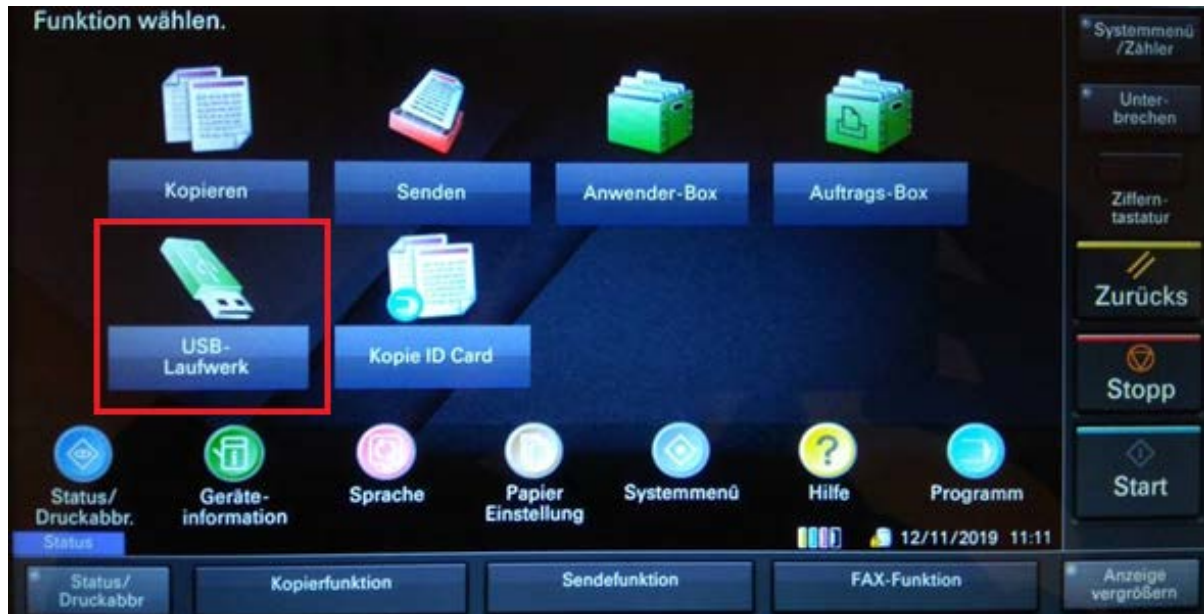 Funktion wählen.
Systemmenü
/Zähler
Unter-
brechen
Kopieren
Senden
Anwender-Box
Auftrags-Box
Ziffern-
tastatur
USB-
Laufwerk
Kopie ID Card
Zurücks
Stopp
Status/
Druckabbr.
Geräte-
information
Sprache
Papier
Einstellung
Systemmenü
Hilfe
Programm
Start
Status
12/11/2019 11:11
Status/
Druckabbr
Kopierfunktion
Sendefunktion
FAX-Funktion
Anzeige
vergrößern